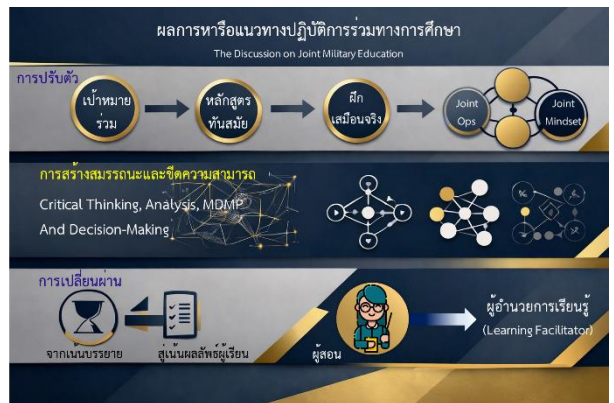 ผลการหารือแนวทางปฏิบัติการร่วมทางการศึกษา
The Discussion on Joint Military Education
การปรับตัว
เป้าหมาย
ร่วม
หลักสูตร
ทันสมัย
ฝึก
เสมือนจริง
Joint
Ops
Joint
Mindset
การสร้างสมรรถนะและขีดความสามารถ
Critical Thinking, Analysis, MDMP
And Decision-Making
การเปลี่ยนผ่าน
จากเน้นบรรยาย
สู่เน้นผลลัพธ์ผู้เรียน
ผู้สอน
ผู้อำนวยการเรียนรู้
(Learning Facilitator)